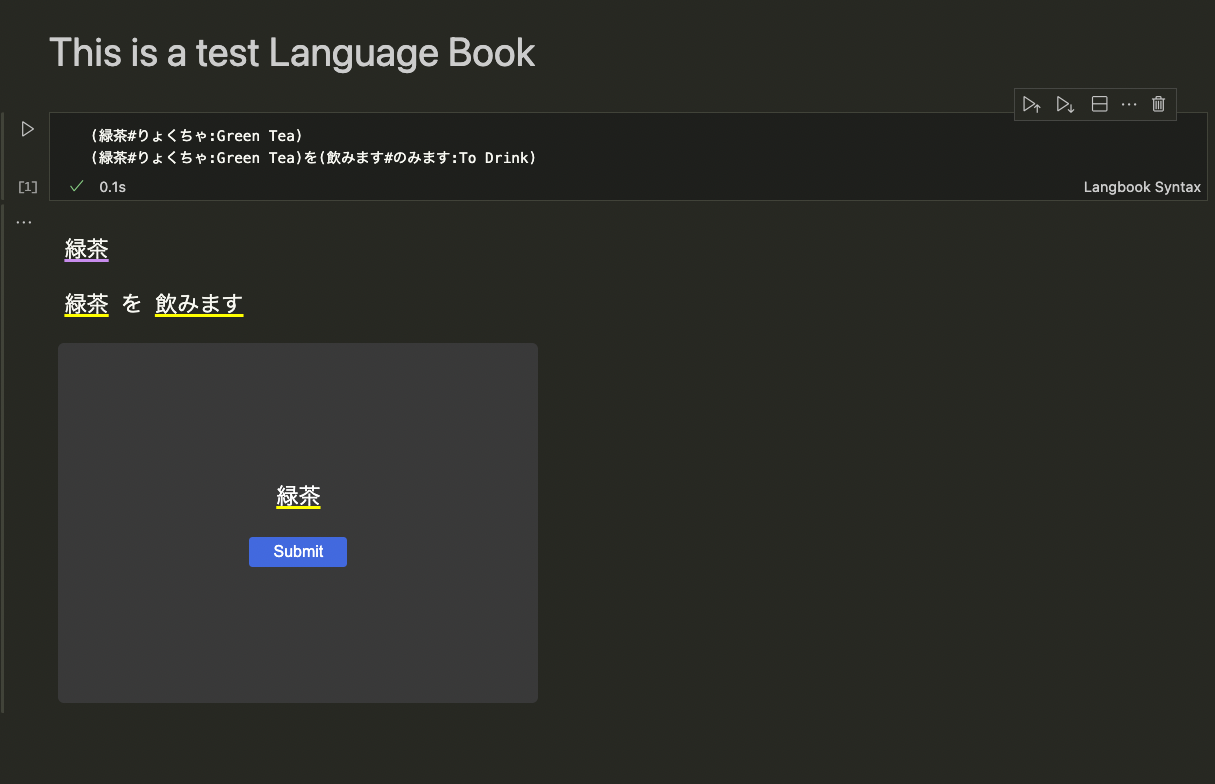 This is a test Language Book
(緑茶#りょくちゃ:Green Tea)
(緑茶#りょくちゃ:Green Tea)を(飲みます#のみます:To Drink)
[1] 0.1s Langbook Syntax
緑茶
緑茶 を 飲みます
緑茶
Submit